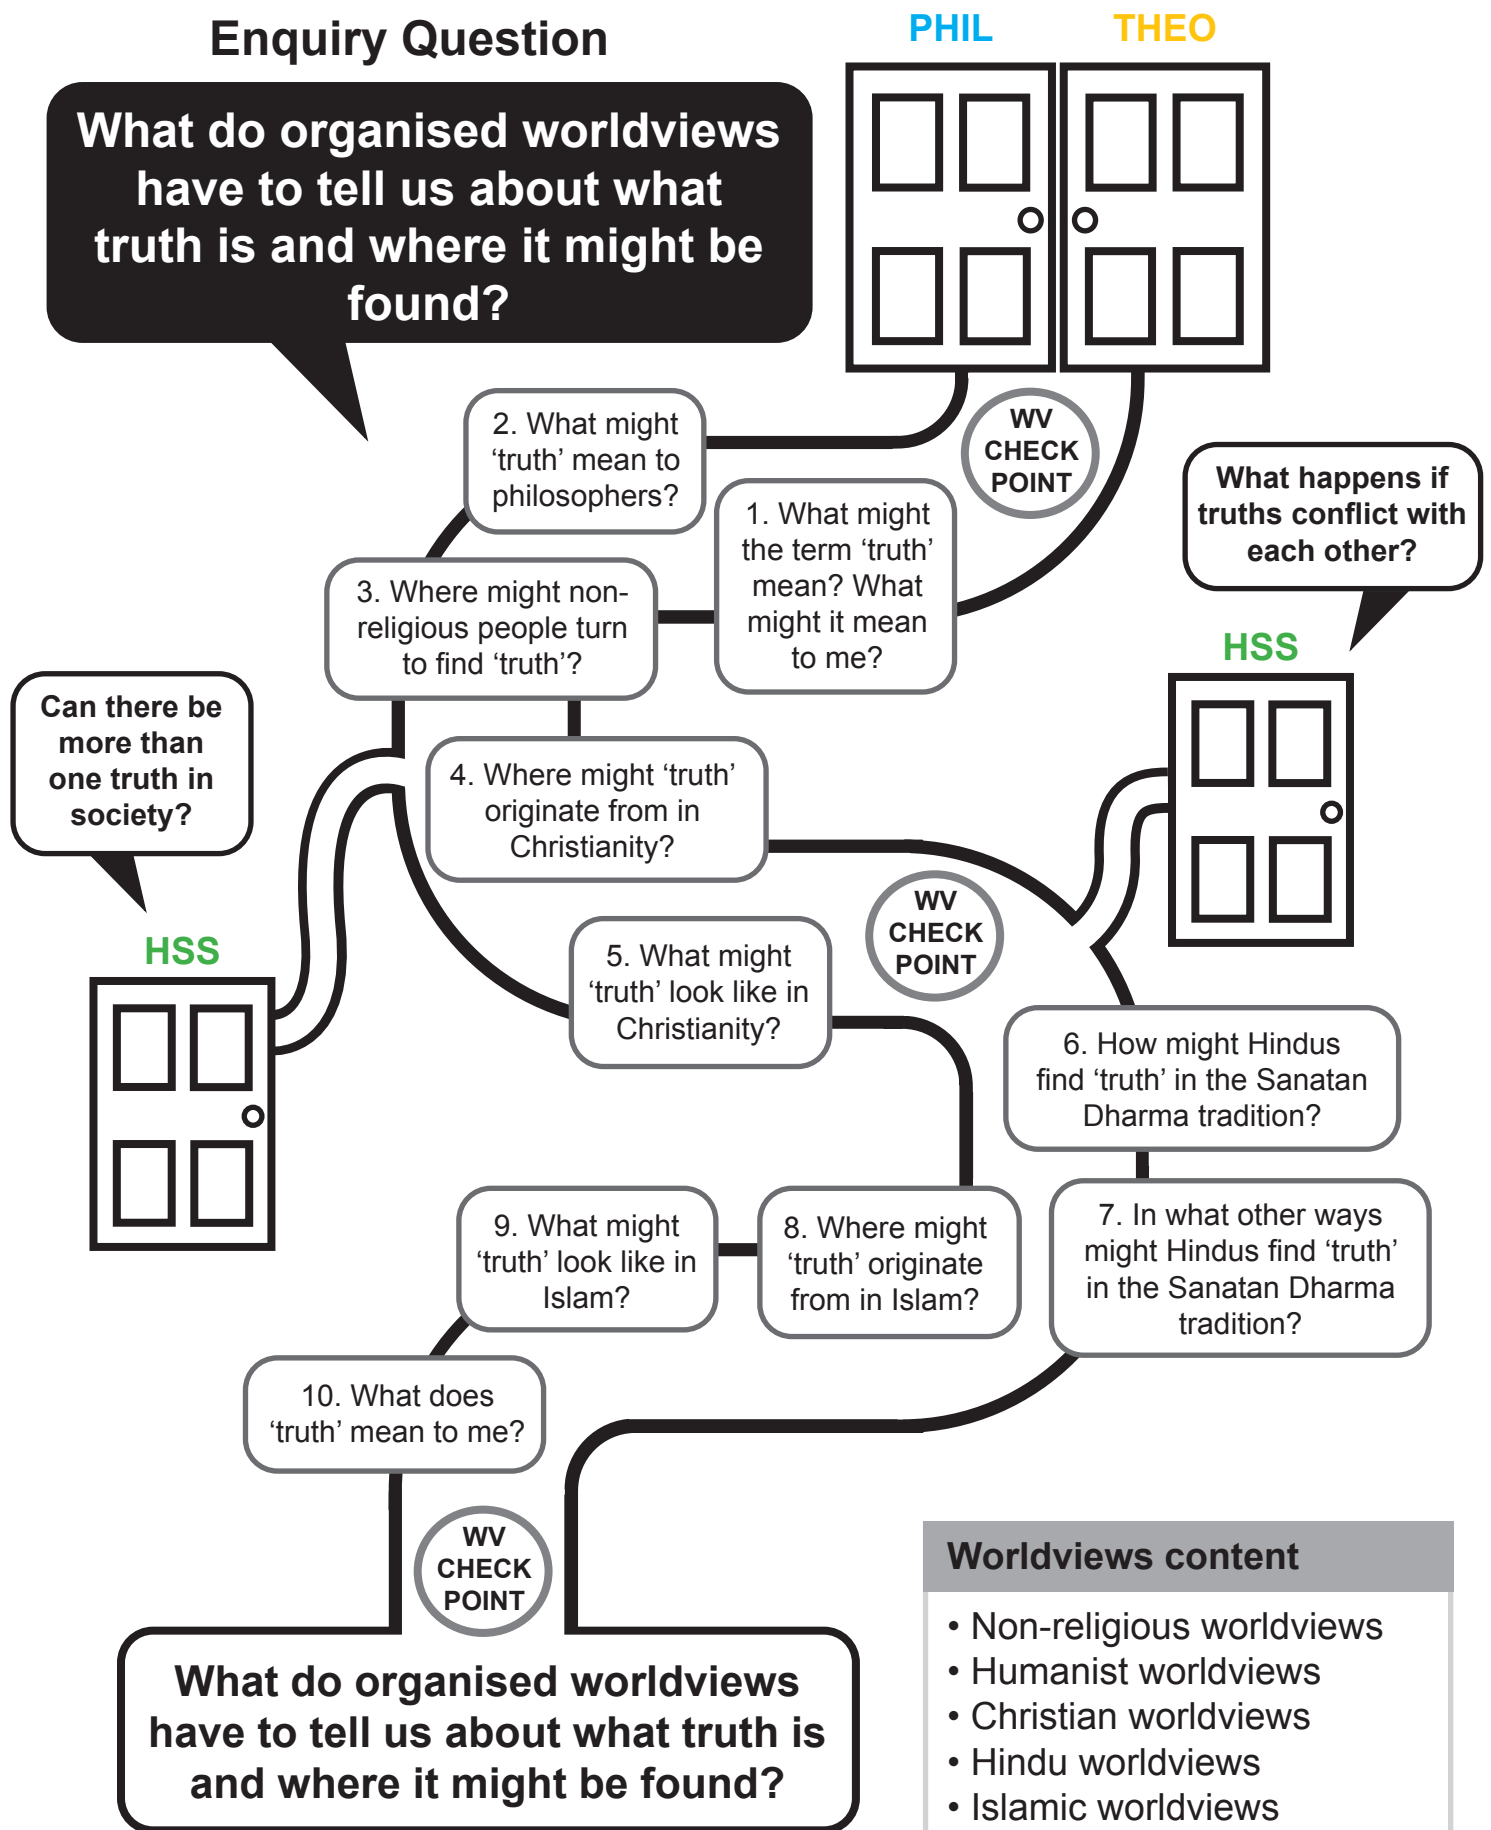 Enquiry Question
PHIL
THEO
What do organised worldviews
have to tell us about what
truth is and where it might be
found?
2. What might
‘truth’ mean to
philosophers?
WV
CHECK
POINT
1. What might
the term ‘truth’
mean? What
might it mean
to me?
What happens if
truths conflict with
each other?
HSS
3. Where might non-
religious people turn
to find ‘truth’?
Can there be
more than
one truth in
society?
HSS
4. Where might ‘truth’
originate from in
Christianity?
WV
CHECK
POINT
5. What might
‘truth’ look like in
Christianity?
6. How might Hindus
find ‘truth’ in the Sanatan
Dharma tradition?
7. In what other ways
might Hindus find ‘truth’
in the Sanatan Dharma
tradition?
8. Where might
‘truth’ originate
from in Islam?
9. What might
‘truth’ look like in
Islam?
10. What does
‘truth’ mean to me?
WV
CHECK
POINT
What do organised worldviews
have to tell us about what truth is
and where it might be found?
Worldviews content
• Non-religious worldviews
• Humanist worldviews
• Christian worldviews
• Hindu worldviews
• Islamic worldviews